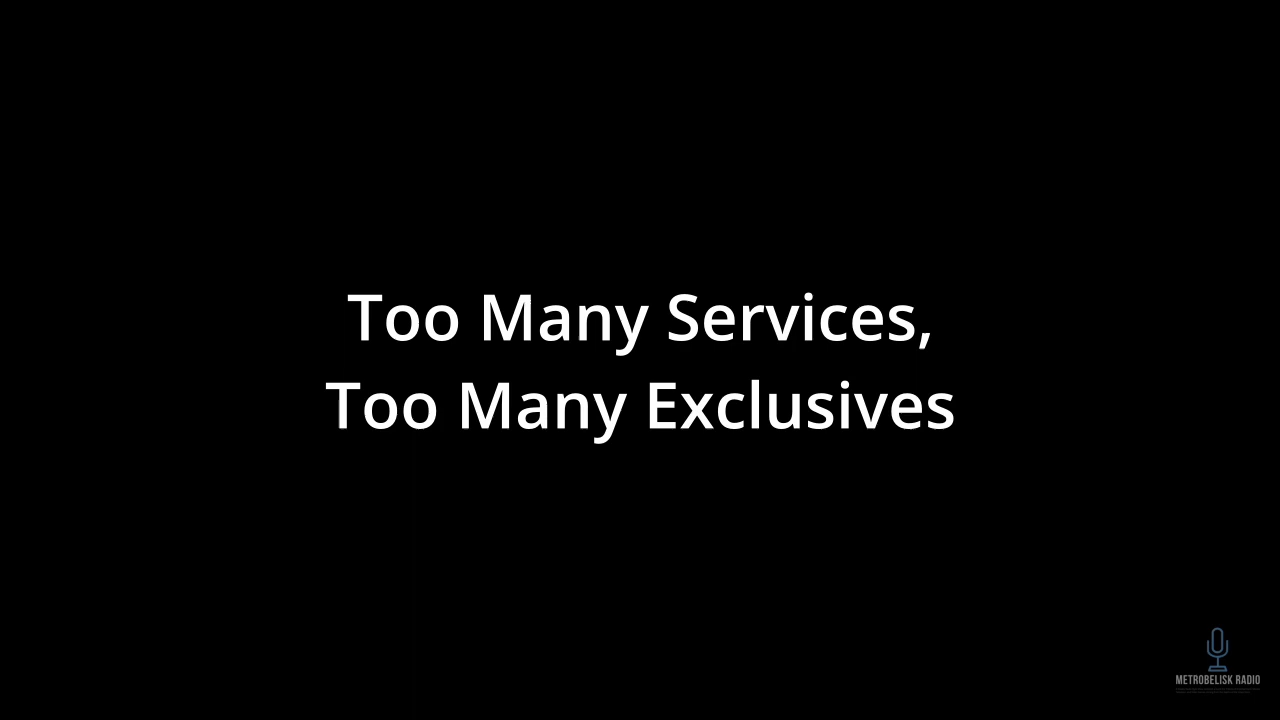 Too Many Services,
Too Many Exclusives
METROBELISK RADIO